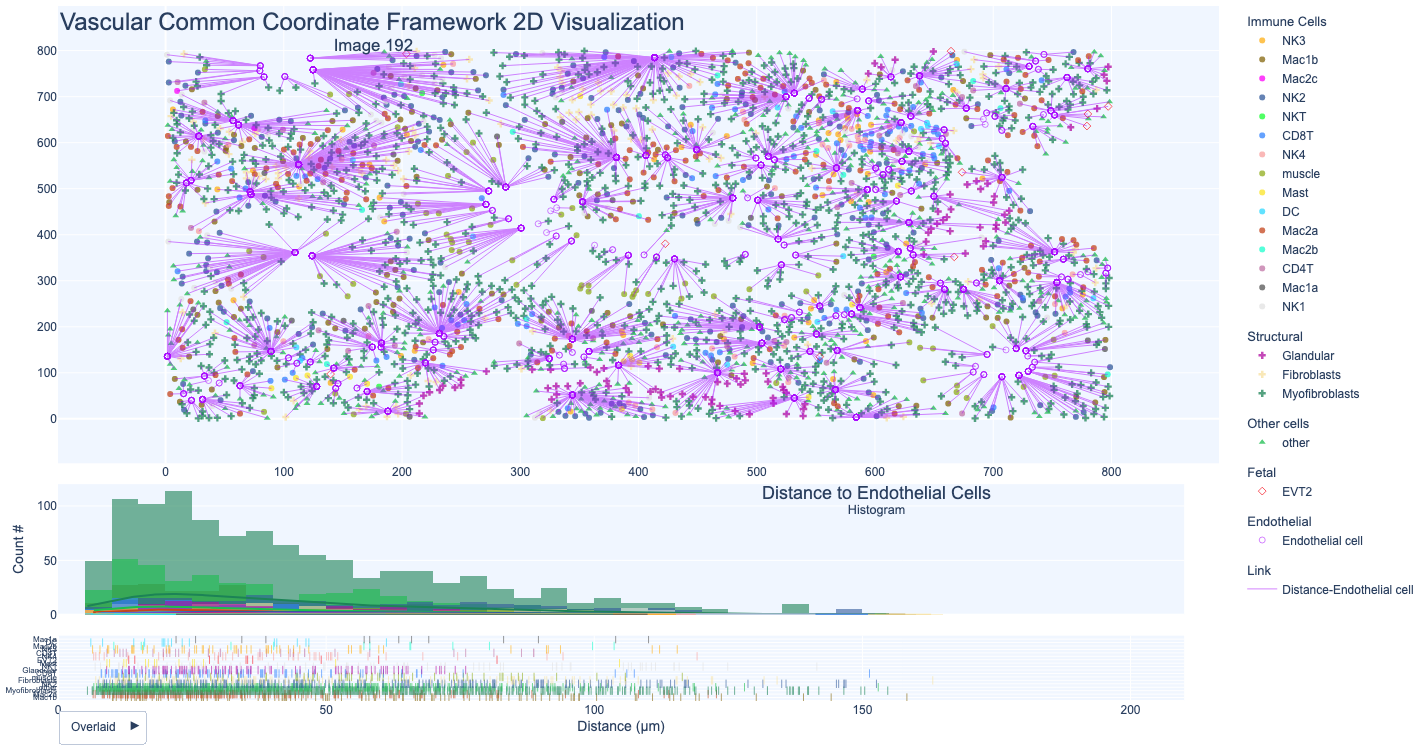 Vascular Common Coordinate Framework 2D Visualization
Image 192
800
700
600
500
400
300
200
100
0
0 100 200 300 400 500 600 700 800
Immune Cells
NK3
Mac1b
Mac2c
NK2
NKT
CD8T
NK4
muscle
Mast
DC
Mac2a
Mac2b
CD4T
Mac1a
NK1
Structural
Glandular
Fibroblasts
Myofibroblasts
Other cells
other
Fetal
EVT2
Endothelial
Endothelial cell
Link
Distance-Endothelial cell
Distance to Endothelial Cells
Histogram
Count #
100
50
0
Glandular
Myofibroblasts
0 50 100 150 200
Distance (μm)
Overlaid ►